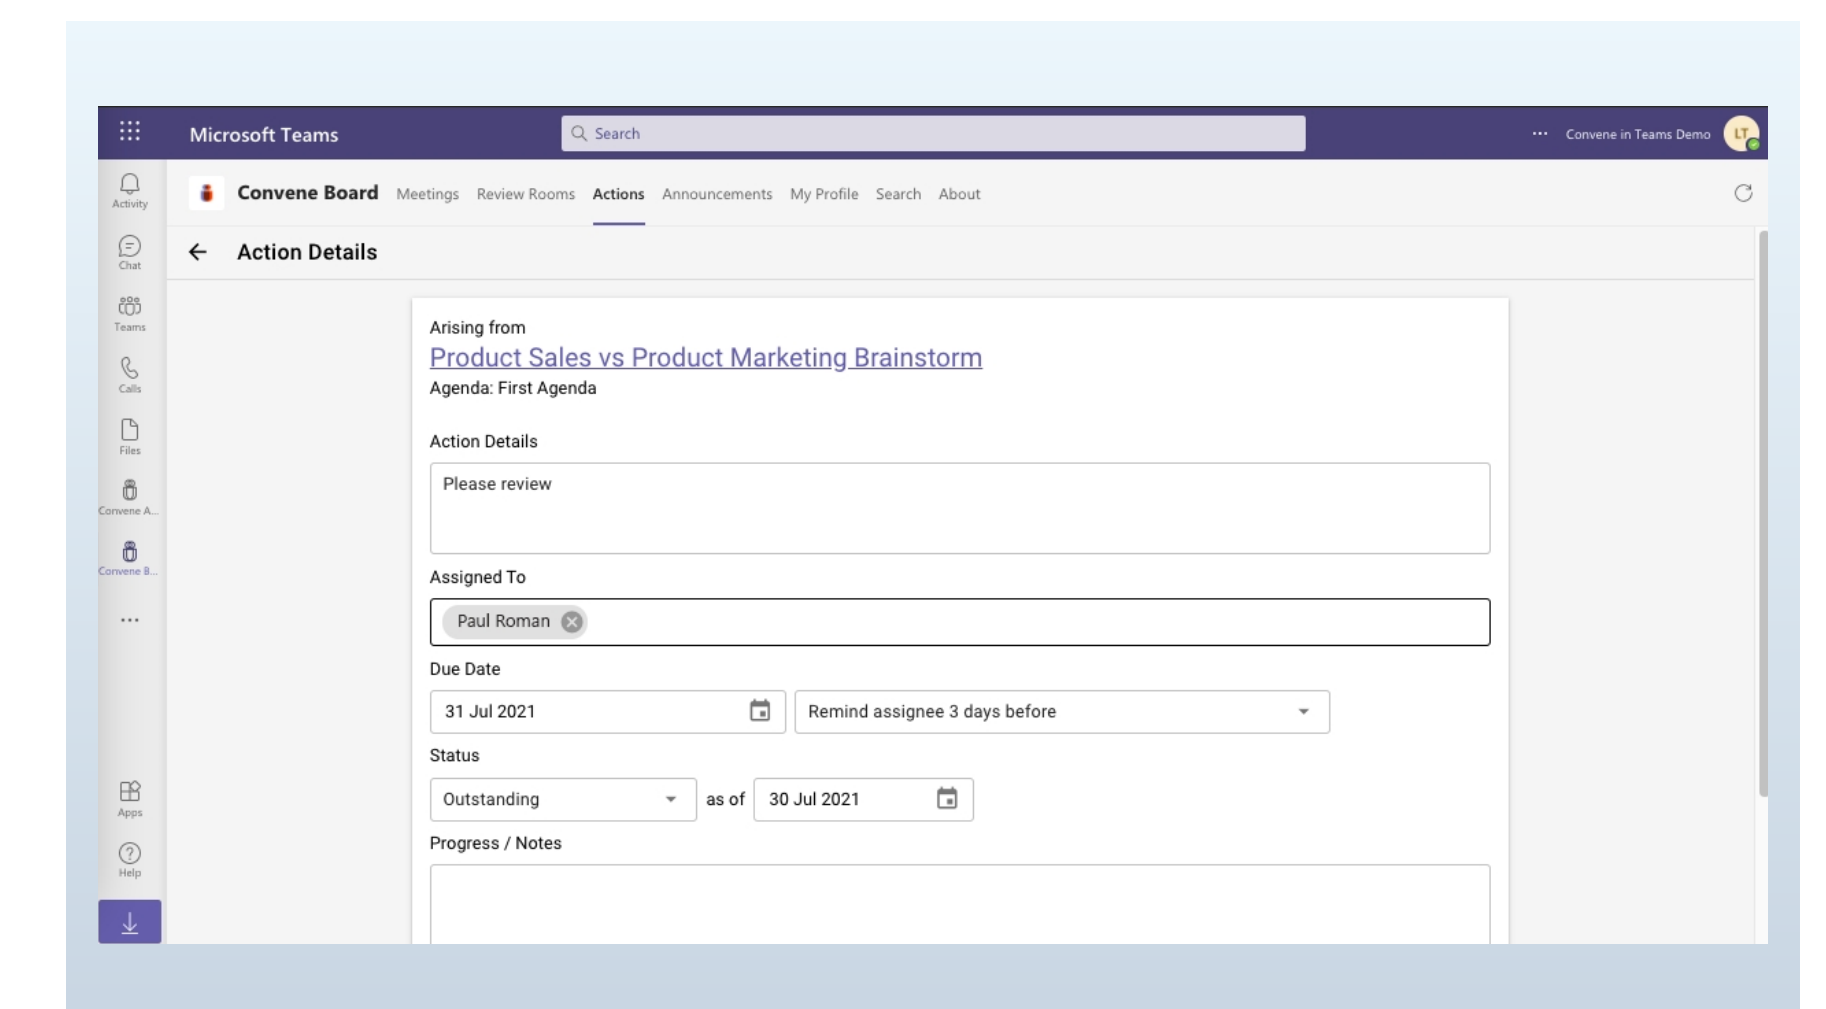 Microsoft Teams
Search
Convene in Teams Demo
LT
Activity
Convene Board Meetings Review Rooms Actions Announcements My Profile Search About
Chat
Action Details
Teams
Calls
Files
Convene A...
Convene B...
Apps
Help
Arising from
Product Sales vs Product Marketing Brainstorm
Agenda: First Agenda
Action Details
Please review
Assigned To
Paul Roman
Due Date
31 Jul 2021 Remind assignee 3 days before
Status
Outstanding as of 30 Jul 2021
Progress / Notes